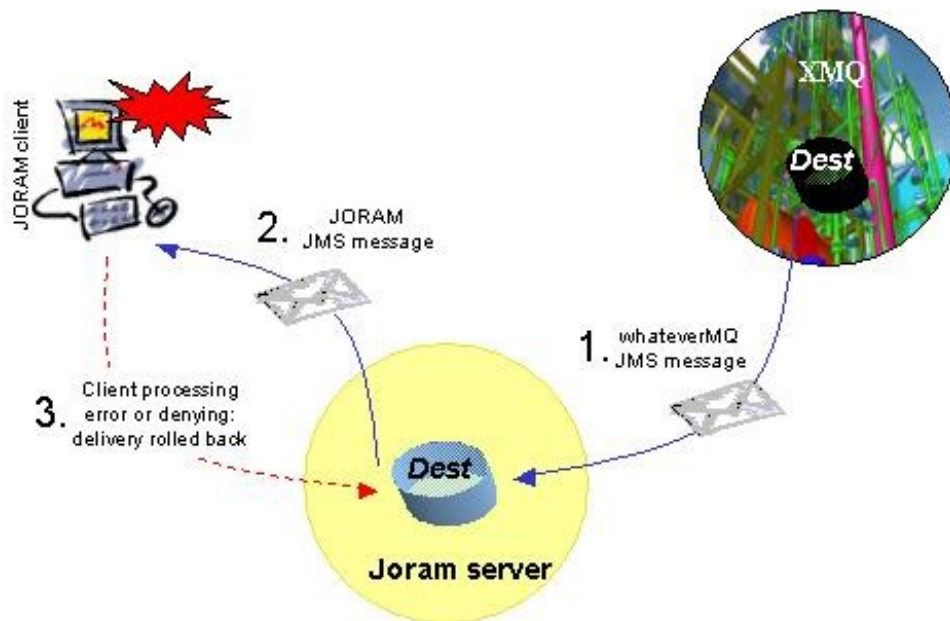 XMQ
Dest
JORAM client
2. JORAM
JMS message
1. whateverMQ
JMS message
3. Client processing
error or denying:
delivery rolled back
Dest
Joram server